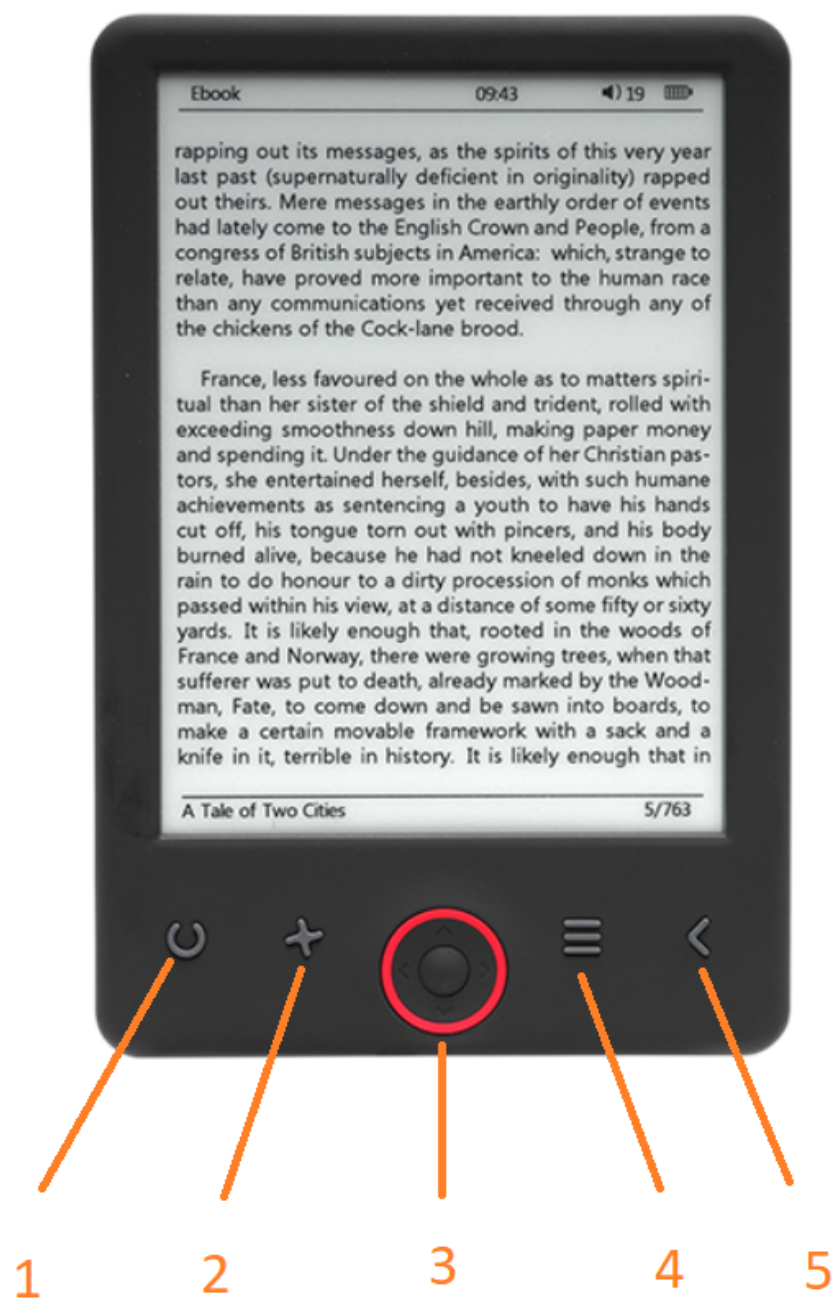 Ebook 09:43 19
rapping out its messages, as the spirits of this very year
last past (supernaturally deficient in originality) rapped
out theirs. Mere messages in the earthly order of events
had lately come to the English Crown and People, from a
congress of British subjects in America: which, strange to
relate, have proved more important to the human race
than any communications yet received through any of
the chickens of the Cock-lane brood.
France, less favoured on the whole as to matters spiri-
tual than her sister of the shield and trident, rolled with
exceeding smoothness down hill, making paper money
and spending it. Under the guidance of her Christian pas-
tors, she entertained herself, besides, with such humane
achievements as sentencing a youth to have his hands
cut off, his tongue torn out with pincers, and his body
burned alive, because he had not kneeled down in the
rain to do honour to a dirty procession of monks which
passed within his view, at a distance of some fifty or sixty
yards. It is likely enough that, rooted in the woods of
France and Norway, there were growing trees, when that
sufferer was put to death, already marked by the Wood-
man, Fate, to come down and be sawn into boards, to
make a certain movable framework with a sack and a
knife in it, terrible in history. It is likely enough that in
A Tale of Two Cities 5/763
1 2 3 4 5